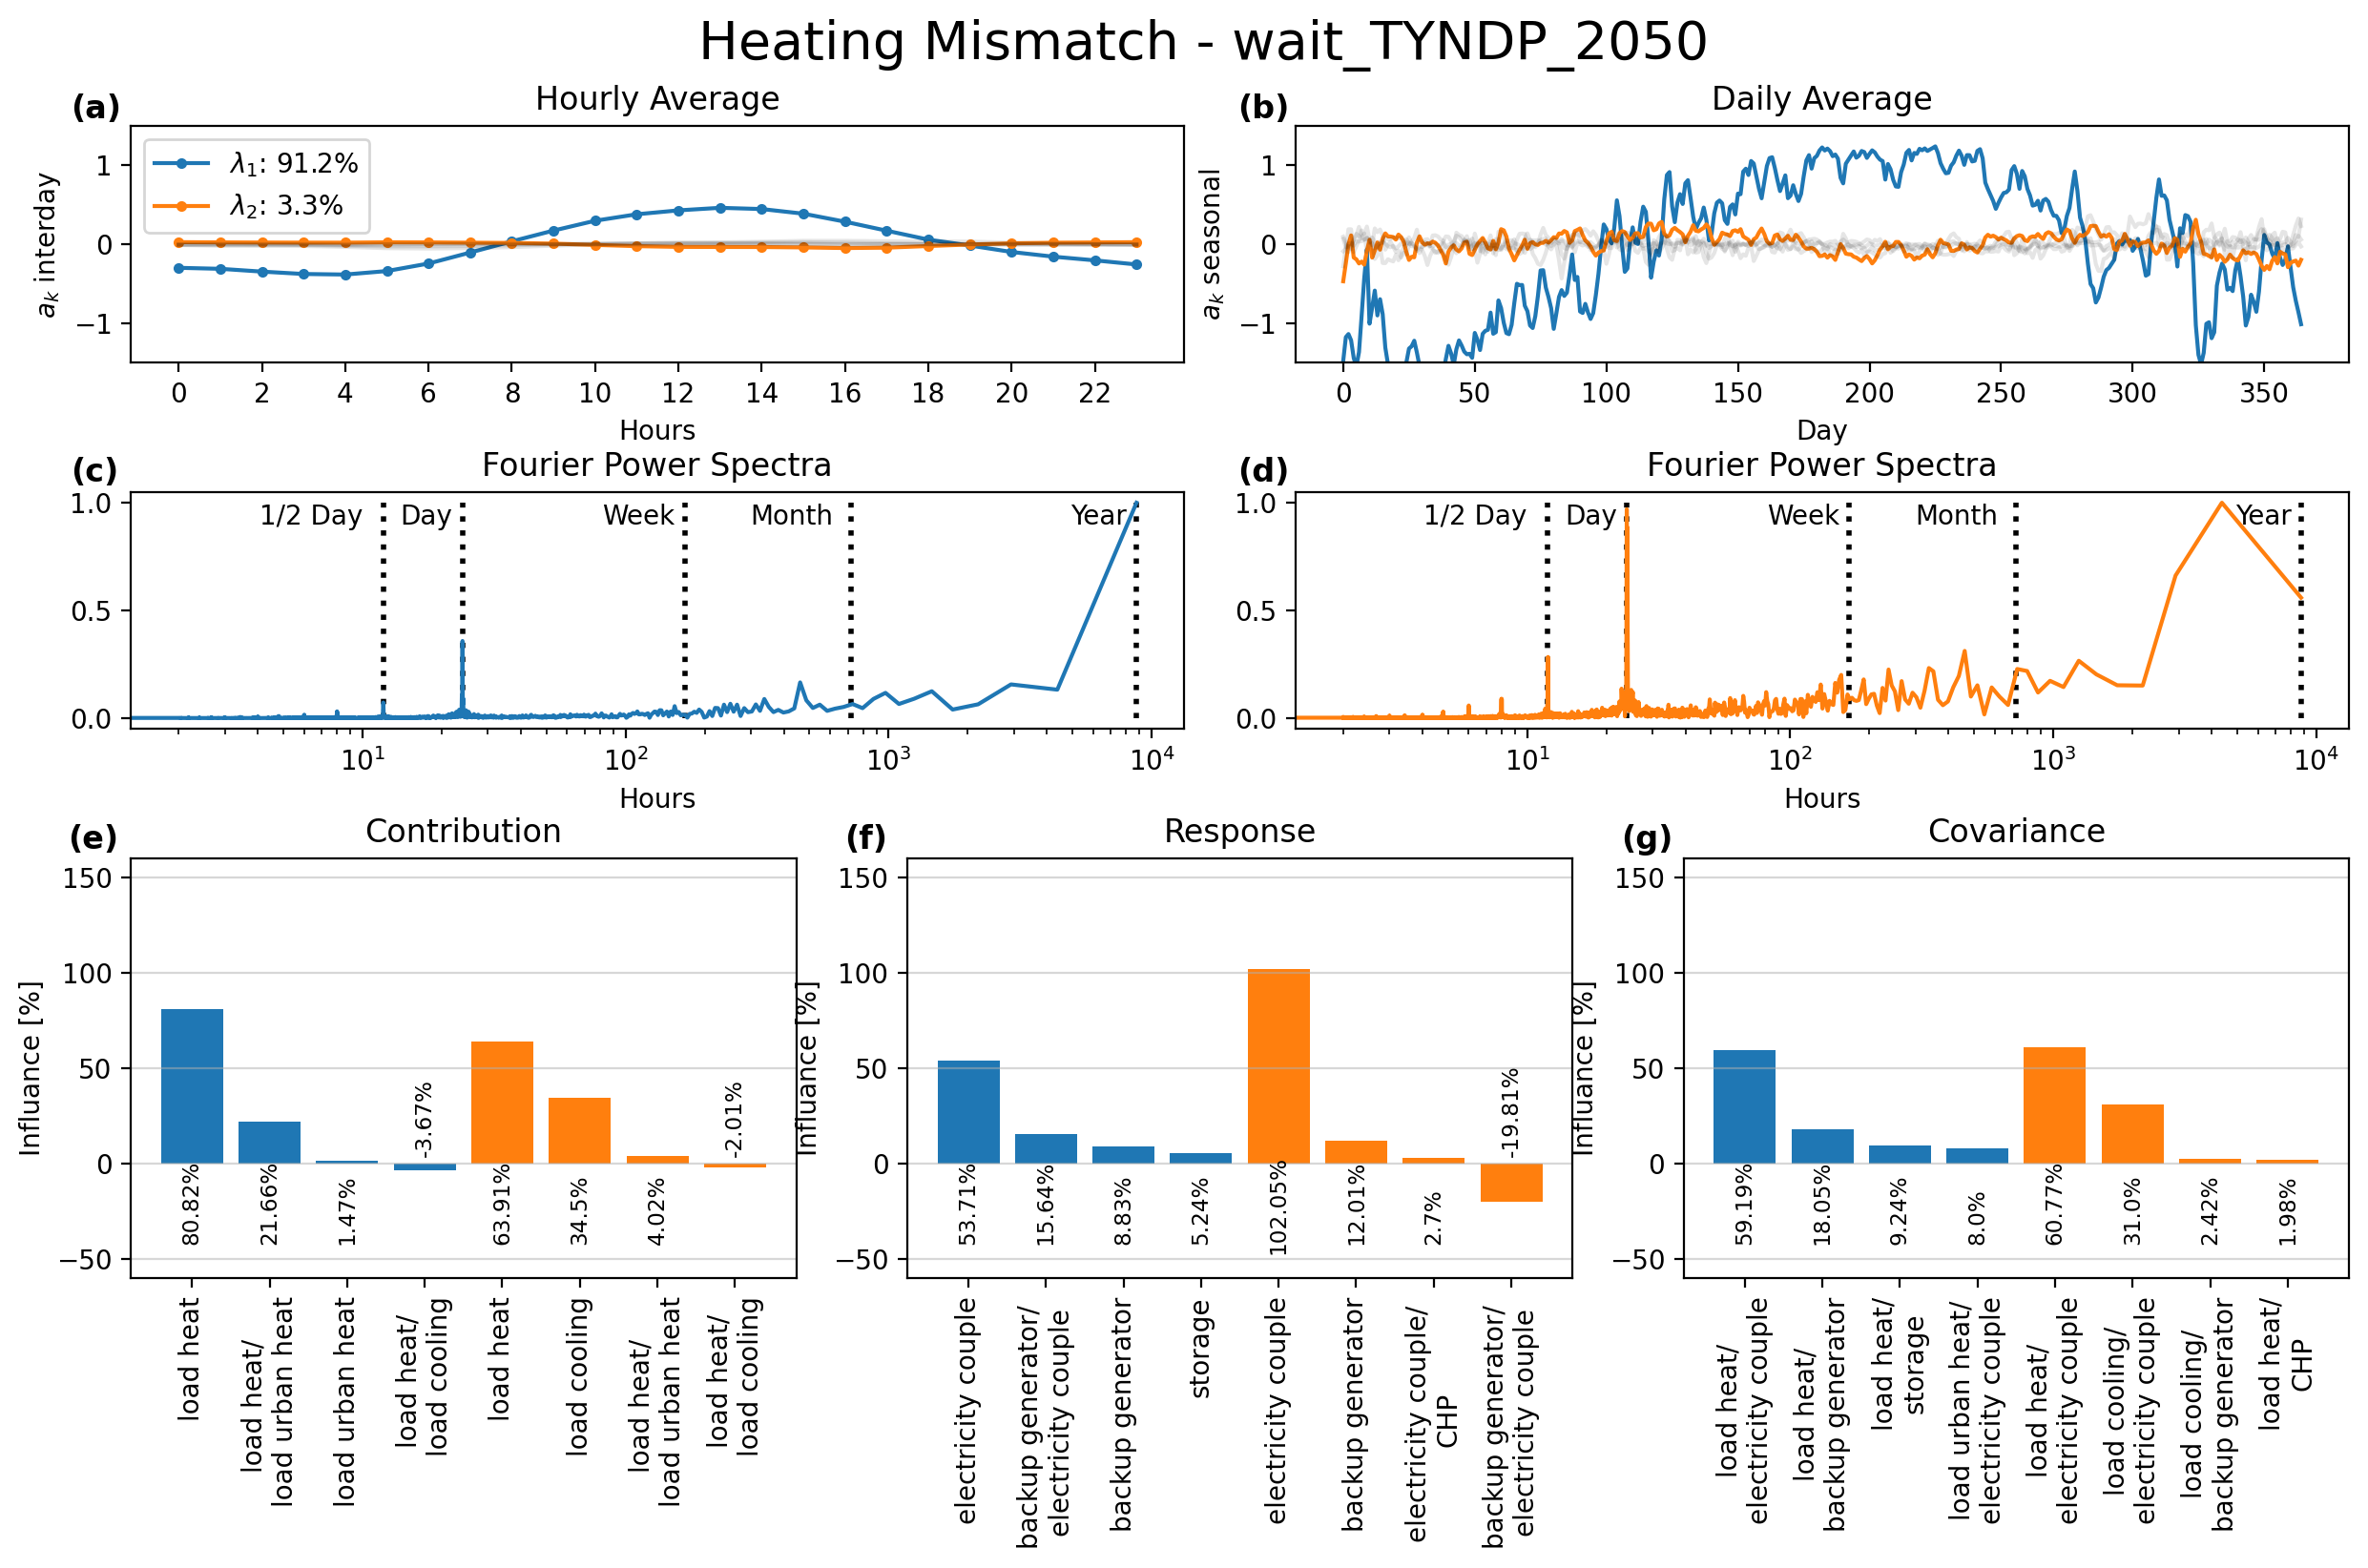 Heating Mismatch - wait_TYNDP_2050
(a)
Hourly Average
λ1: 91.2%
λ2: 3.3%
1
0
−1
ak interday
0 2 4 6 8 10 12 14 16 18 20 22
Hours
(b)
Daily Average
1
0
−1
ak seasonal
0 50 100 150 200 250 300 350
Day
(c)
Fourier Power Spectra
1/2 Day Day Week Month Year
1.0
0.5
0.0
10^1 10^2 10^3 10^4
Hours
(d)
Fourier Power Spectra
1/2 Day Day Week Month Year
1.0
0.5
0.0
10^1 10^2 10^3 10^4
Hours
(e)
Contribution
150
100
50
0
−50
Influance [%]
80.82%
21.66%
1.47%
-3.67%
63.91%
34.5%
4.02%
-2.01%
load heat
load heat/
load urban heat
load urban heat
load heat/
load cooling
load heat
load cooling
load heat/
load urban heat
load heat/
load cooling
(f)
Response
150
100
50
0
−50
Influance [%]
53.71%
15.64%
8.83%
5.24%
102.05%
12.01%
2.7%
-19.81%
electricity couple
backup generator/
electricity couple
backup generator
storage
electricity couple
backup generator
electricity couple/
CHP
backup generator/
electricity couple
(g)
Covariance
150
100
50
0
−50
Influance [%]
59.19%
18.05%
9.24%
8.0%
60.77%
31.0%
2.42%
1.98%
load heat/
electricity couple
load heat/
backup generator
load heat/
storage
load urban heat/
electricity couple
load heat/
electricity couple
load cooling/
electricity couple
load cooling/
backup generator
load heat/
CHP